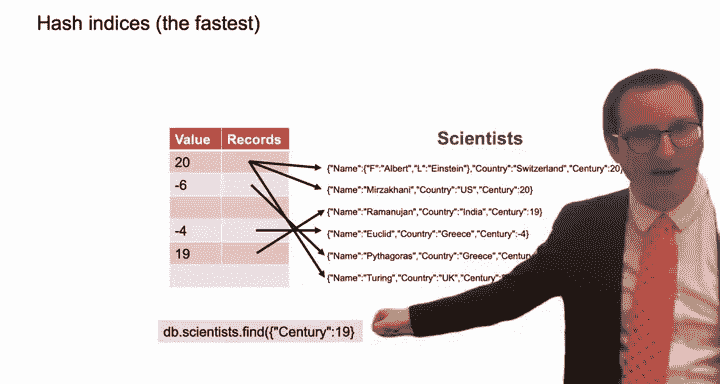 Hash indices (the fastest)
Value Records
20
-6
-4
19
Scientists
{"Name":{"F":"Albert","L":"Einstein"},"Country":"Switzerland","Century":20}
{"Name":"Mirzakhani","Country":"US","Century":20}
{"Name":"Ramanujan","Country":"India","Century":19}
{"Name":"Euclid","Country":"Greece","Century":-4}
{"Name":"Pythagoras","Country":"Greece","Centu
{"Name":"Turing","Country":"UK","Century":
db.scientists.find({"Century":19}